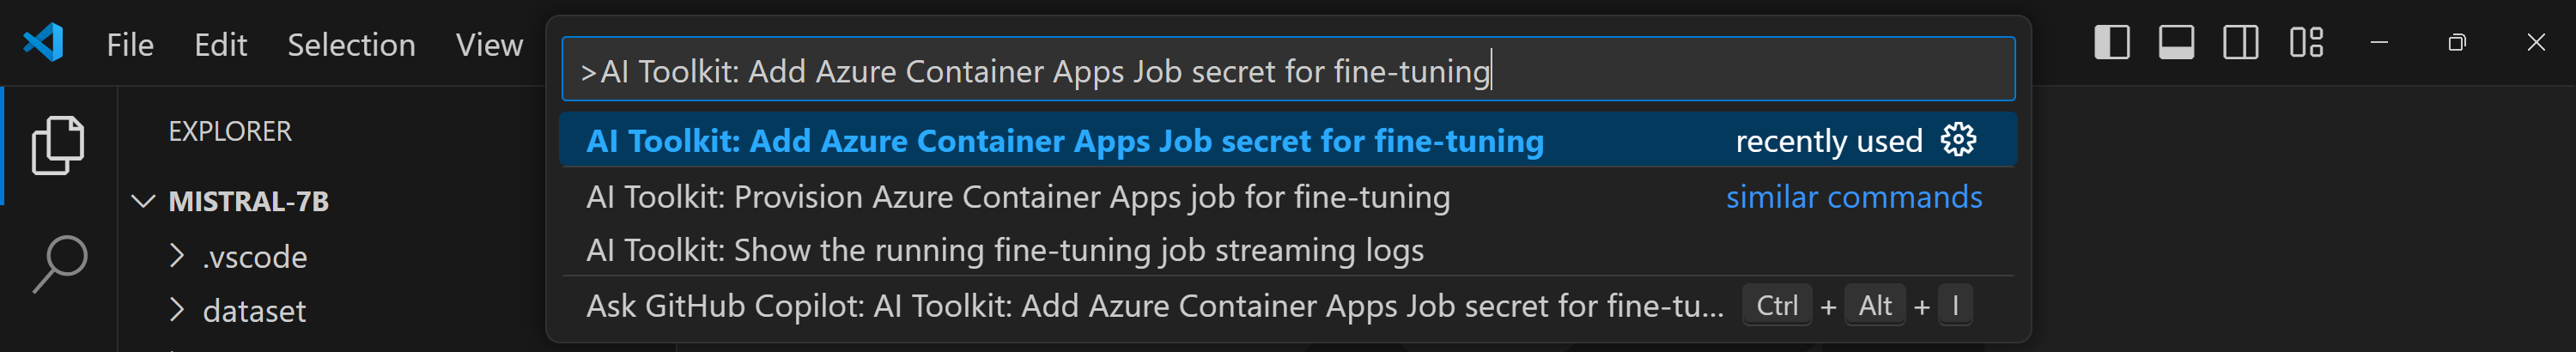 File Edit Selection View
>AI Toolkit: Add Azure Container Apps Job secret for fine-tuning
AI Toolkit: Add Azure Container Apps Job secret for fine-tuning recently used
AI Toolkit: Provision Azure Container Apps job for fine-tuning similar commands
AI Toolkit: Show the running fine-tuning job streaming logs
Ask GitHub Copilot: AI Toolkit: Add Azure Container Apps Job secret for fine-tu... Ctrl + Alt + I
EXPLORER
MISTRAL-7B
.vscode
dataset